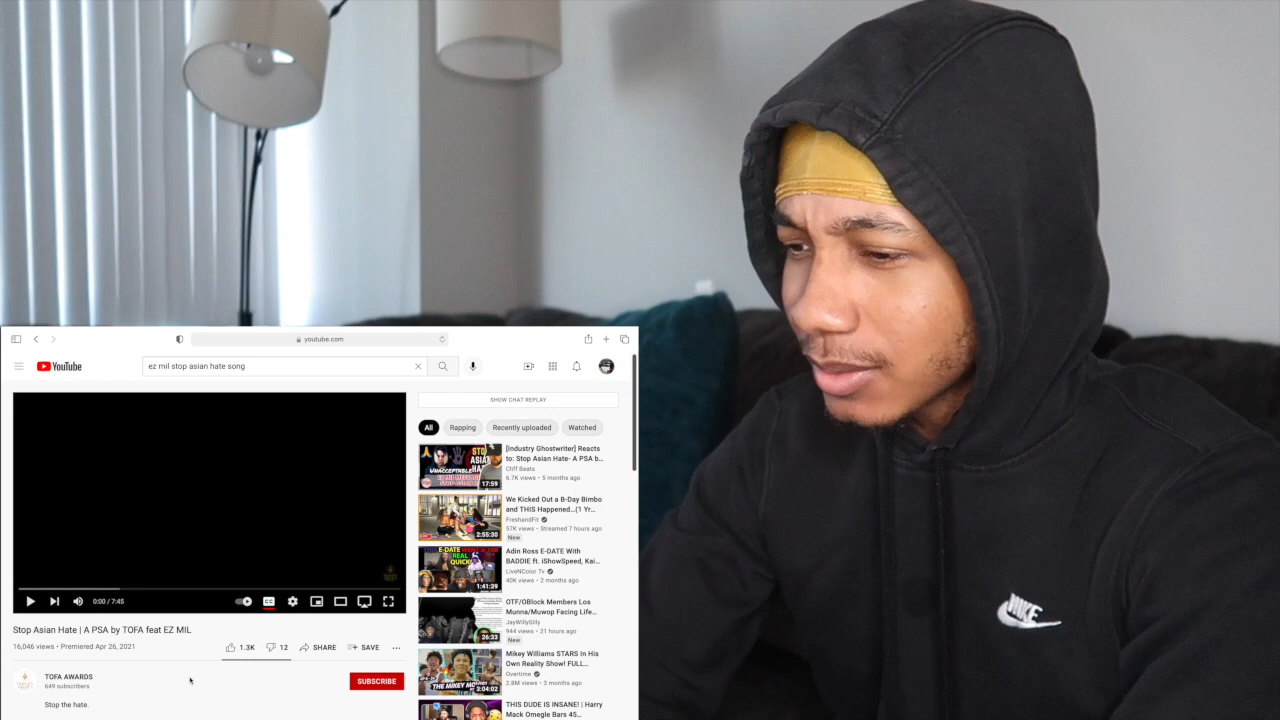 youtube.com
YouTube
ez mil stop asian hate song
SHOW CHAT REPLAY
All
Rapping
Recently uploaded
Watched
UNACCEPTABLE
17:59
[Industry Ghostwriter] Reacts
to: Stop Asian Hate- A PSA b...
Cliff Beats
6.7K views • 5 months ago
2:55:30
We Kicked Out a B-Day Bimbo
and THIS Happened...(1 Yr...
FreshandFit
57K views • Streamed 7 hours ago
New
1:41:39
Adin Ross E-DATE With
BADDIE ft. iShowSpeed, Kai...
LiveNColor Tv
40K views • 2 months ago
26:33
OTF/OBlock Members Los
Munna/Muwop Facing Life...
JayWillySilly
944 views • 21 hours ago
New
3:04:02
Mikey Williams STARS In His
Own Reality Show! FULL...
Overtime
2.8M views • 3 months ago
THIS DUDE IS INSANE! | Harry
Mack Omegle Bars 45...
0:00 / 7:45
Stop Asian Hate | A PSA by TOFA feat EZ MIL
16,046 views • Premiered Apr 26, 2021
1.3K
12
SHARE
SAVE
TOFA AWARDS
649 subscribers
SUBSCRIBE
Stop the hate.
NIKE